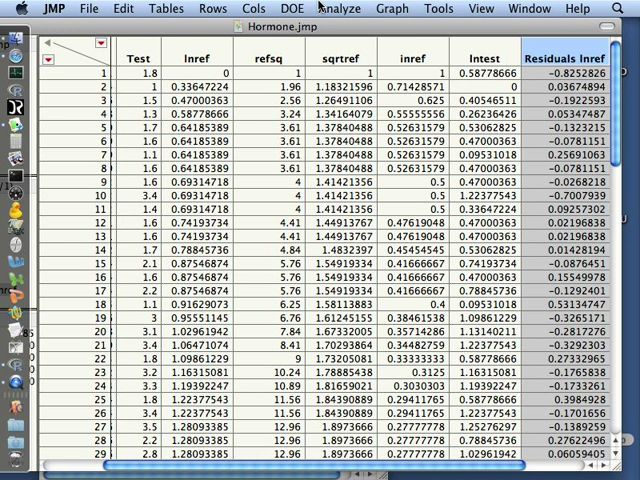 JMP File Edit Tables Rows Cols DOE Analyze Graph Tools View Window Help
Hormone.jmp
Test lnref refsq sqrtref inref lntest Residuals lnref
1 1.8 0 1 1 1 0.58778666 -0.8252826
2 1 0.33647224 1.96 1.18321596 0.71428571 0 0.03674894
3 1.5 0.47000363 2.56 1.26491106 0.625 0.40546511 -0.1922593
4 1.3 0.58778666 3.24 1.34164079 0.55555556 0.26236426 0.05347487
5 1.7 0.64185389 3.61 1.37840488 0.52631579 0.53062825 -0.1323215
6 1.6 0.64185389 3.61 1.37840488 0.52631579 0.47000363 -0.0781151
7 1.1 0.64185389 3.61 1.37840488 0.52631579 0.09531018 0.25691063
8 1.6 0.64185389 3.61 1.37840488 0.52631579 0.47000363 -0.0781151
9 1.6 0.69314718 4 1.41421356 0.5 0.47000363 -0.0268218
10 3.4 0.69314718 4 1.41421356 0.5 1.22377543 -0.7007939
11 1.4 0.69314718 4 1.41421356 0.5 0.33647224 0.09257302
12 1.6 0.74193734 4.41 1.44913767 0.47619048 0.47000363 0.02196838
13 1.6 0.74193734 4.41 1.44913767 0.47619048 0.47000363 0.02196838
14 1.7 0.78845736 4.84 1.4832397 0.45454545 0.53062825 0.01428194
15 2.1 0.87546874 5.76 1.54919334 0.41666667 0.74193734 -0.0876451
16 1.6 0.87546874 5.76 1.54919334 0.41666667 0.47000363 0.15549978
17 2.2 0.87546874 5.76 1.54919334 0.41666667 0.78845736 -0.1292401
18 1.1 0.91629073 6.25 1.58113883 0.4 0.09531018 0.53134747
19 3 0.95551145 6.76 1.61245155 0.38461538 1.09861229 -0.3265171
20 3.1 1.02961942 7.84 1.67332005 0.35714286 1.13140211 -0.2817276
21 3.4 1.06471074 8.41 1.70293864 0.34482759 1.22377543 -0.3292303
22 1.8 1.09861229 9 1.73205081 0.33333333 0.58778666 0.27332965
23 3.2 1.16315081 10.24 1.78885438 0.3125 1.16315081 -0.1765838
24 3.3 1.19392247 10.89 1.81659021 0.3030303 1.19392247 -0.1733261
25 1.8 1.22377543 11.56 1.84390889 0.29411765 0.58778666 0.3984928
26 3.4 1.22377543 11.56 1.84390889 0.29411765 1.22377543 -0.1701656
27 3.5 1.28093385 12.96 1.8973666 0.27777778 1.25276297 -0.1389259
28 2.2 1.28093385 12.96 1.8973666 0.27777778 0.78845736 0.27622496
29 2.8 1.28093385 12.96 1.8973666 0.27777778 1.02961942 0.06059405